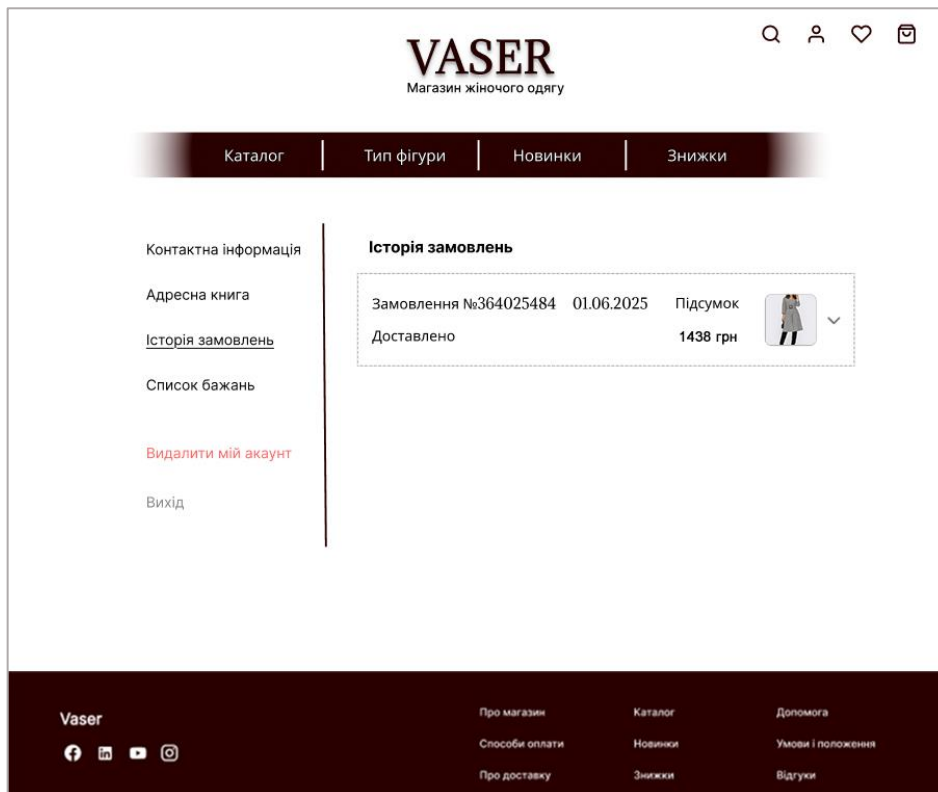 VASER
Магазин жіночого одягу
Каталог Тип фігури Новинки Знижки
Контактна інформація
Адресна книга
Історія замовлень
Список бажань
Видалити мій акаунт
Вихід
Історія замовлень
Замовлення №364025484 01.06.2025 Підсумок
Доставлено 1438 грн
Vaser
Про магазин Каталог Допомога
Способи оплати Новинки Умови і положення
Про доставку Знижки Відгуки